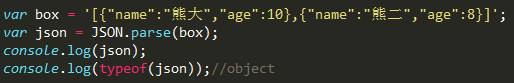 var box = '[{"name":"熊大","age":10},{"name":"熊二","age":8}]';
var json = JSON.parse(box);
console.log(json);
console.log(typeof(json));//object